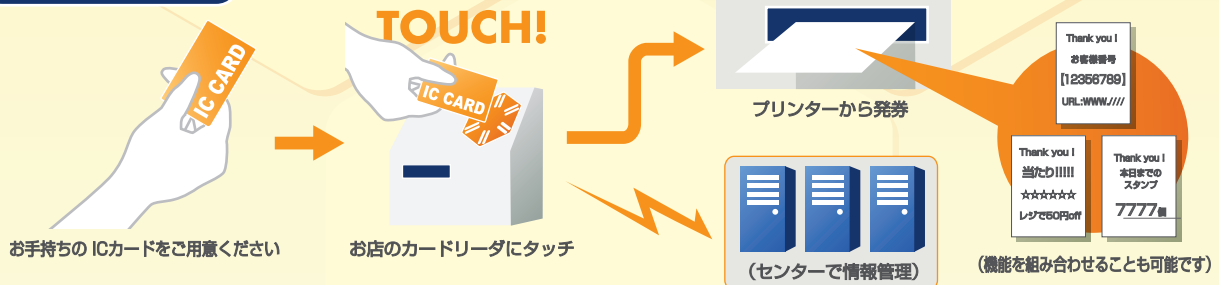 IC CARD
お手持ちの ICカードをご用意ください
TOUCH!
IC CARD
お店のカードリーダにタッチ
プリンターから発券
(センターで情報管理)
Thank you!
お客様番号
【12356789】
URL:WWW.////
Thank you!
当たり!!!!!
☆☆☆☆☆☆
レジで50円off
Thank you!
本日までの
スタンプ
7777個
(機能を組み合わせることも可能です)